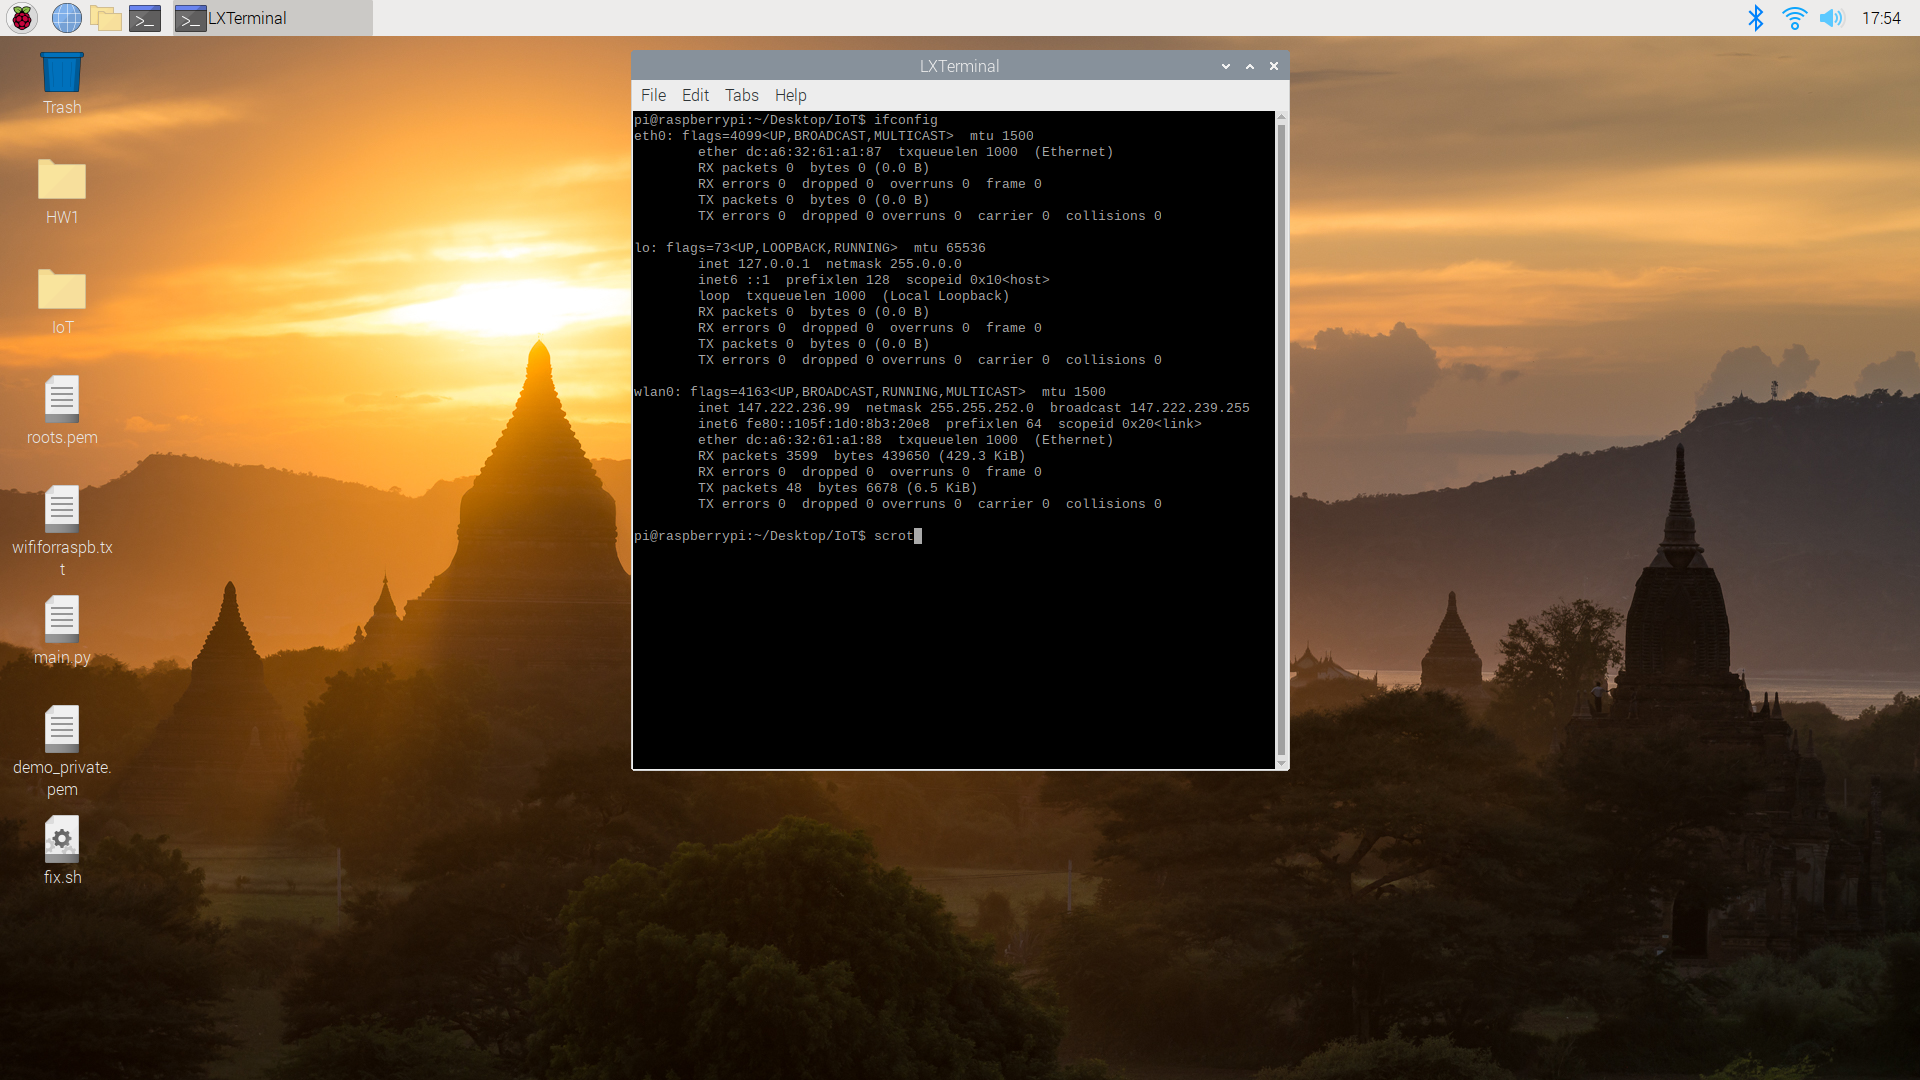 LXTerminal
17:54
Trash
HW1
IoT
roots.pem
wififorraspb.tx
t
main.py
demo_private.
pem
fix.sh
LXTerminal
File Edit Tabs Help
pi@raspberrypi:~/Desktop/IoT$ ifconfig
eth0: flags=4099<UP,BROADCAST,MULTICAST>  mtu 1500
        ether dc:a6:32:61:a1:87  txqueuelen 1000  (Ethernet)
        RX packets 0  bytes 0 (0.0 B)
        RX errors 0  dropped 0  overruns 0  frame 0
        TX packets 0  bytes 0 (0.0 B)
        TX errors 0  dropped 0 overruns 0  carrier 0  collisions 0
lo: flags=73<UP,LOOPBACK,RUNNING>  mtu 65536
        inet 127.0.0.1  netmask 255.0.0.0
        inet6 ::1  prefixlen 128  scopeid 0x10<host>
        loop  txqueuelen 1000  (Local Loopback)
        RX packets 0  bytes 0 (0.0 B)
        RX errors 0  dropped 0  overruns 0  frame 0
        TX packets 0  bytes 0 (0.0 B)
        TX errors 0  dropped 0 overruns 0  carrier 0  collisions 0
wlan0: flags=4163<UP,BROADCAST,RUNNING,MULTICAST>  mtu 1500
        inet 147.222.236.99  netmask 255.255.252.0  broadcast 147.222.239.255
        inet6 fe80::105f:1d0:8b3:20e8  prefixlen 64  scopeid 0x20<link>
        ether dc:a6:32:61:a1:88  txqueuelen 1000  (Ethernet)
        RX packets 3599  bytes 439650 (429.3 KiB)
        RX errors 0  dropped 0  overruns 0  frame 0
        TX packets 48  bytes 6678 (6.5 KiB)
        TX errors 0  dropped 0 overruns 0  carrier 0  collisions 0
pi@raspberrypi:~/Desktop/IoT$ scrot